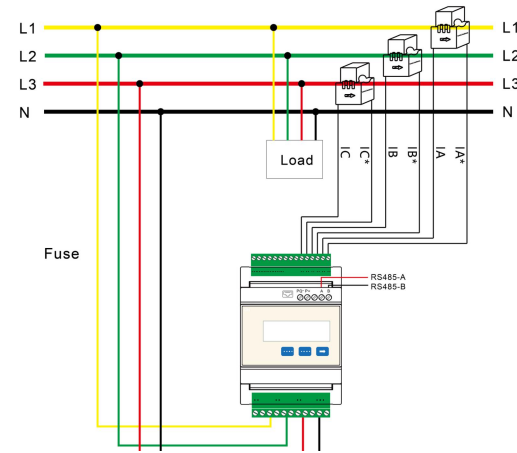 L1 L1
L2 L2
L3 L3
N N
IC IC* IB IB* IA IA*
Load
Fuse
RS485-A
RS485-B
P+ A B